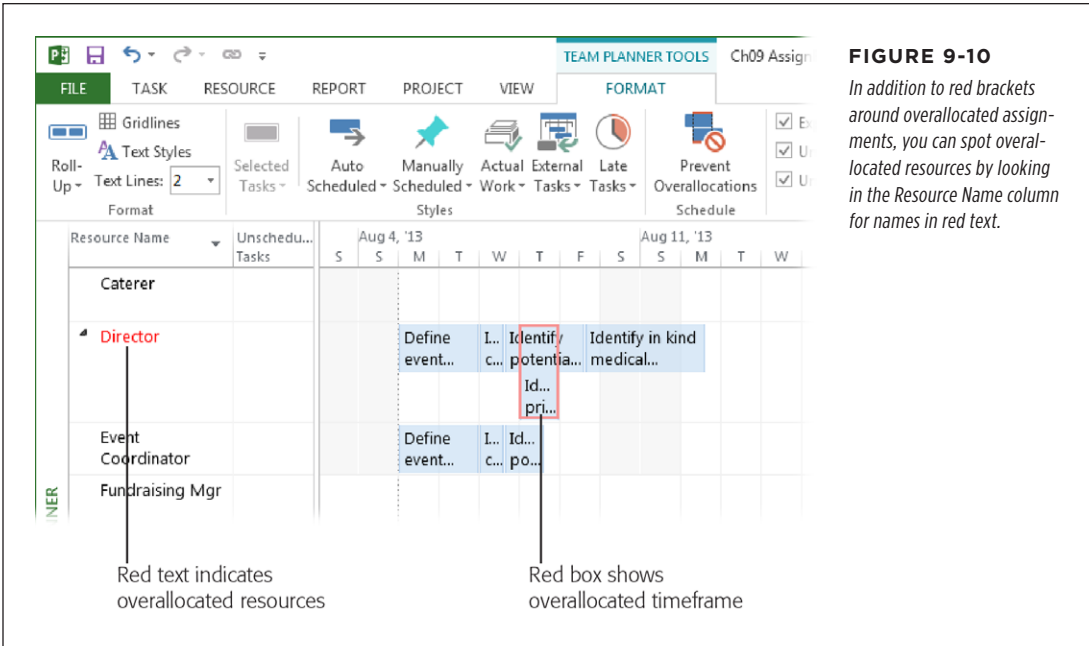 TEAM PLANNER TOOLS Ch09 Assign
FILE TASK RESOURCE REPORT PROJECT VIEW FORMAT
Roll-
Up
Gridlines
Text Styles
Text Lines: 2
Format
Selected
Tasks
Auto
Scheduled
Manually
Scheduled
Actual
Work
External
Tasks
Late
Tasks
Styles
Prevent
Overallocations
Schedule
Resource Name
Unschedu...
Tasks
Aug 4, '13 Aug 11, '13
S S M T W T F S S M T W
Caterer
Director
Define
event...
I...
c...
Identify
potentia...
Identify in kind
medical...
Id...
pri...
Event
Coordinator
Define
event...
I...
c...
Id...
po...
Fundraising Mgr
NNER
Red text indicates
overallocated resources
Red box shows
overallocated timeframe
FIGURE 9-10
In addition to red brackets
around overallocated assign-
ments, you can spot overal-
located resources by looking
in the Resource Name column
for names in red text.